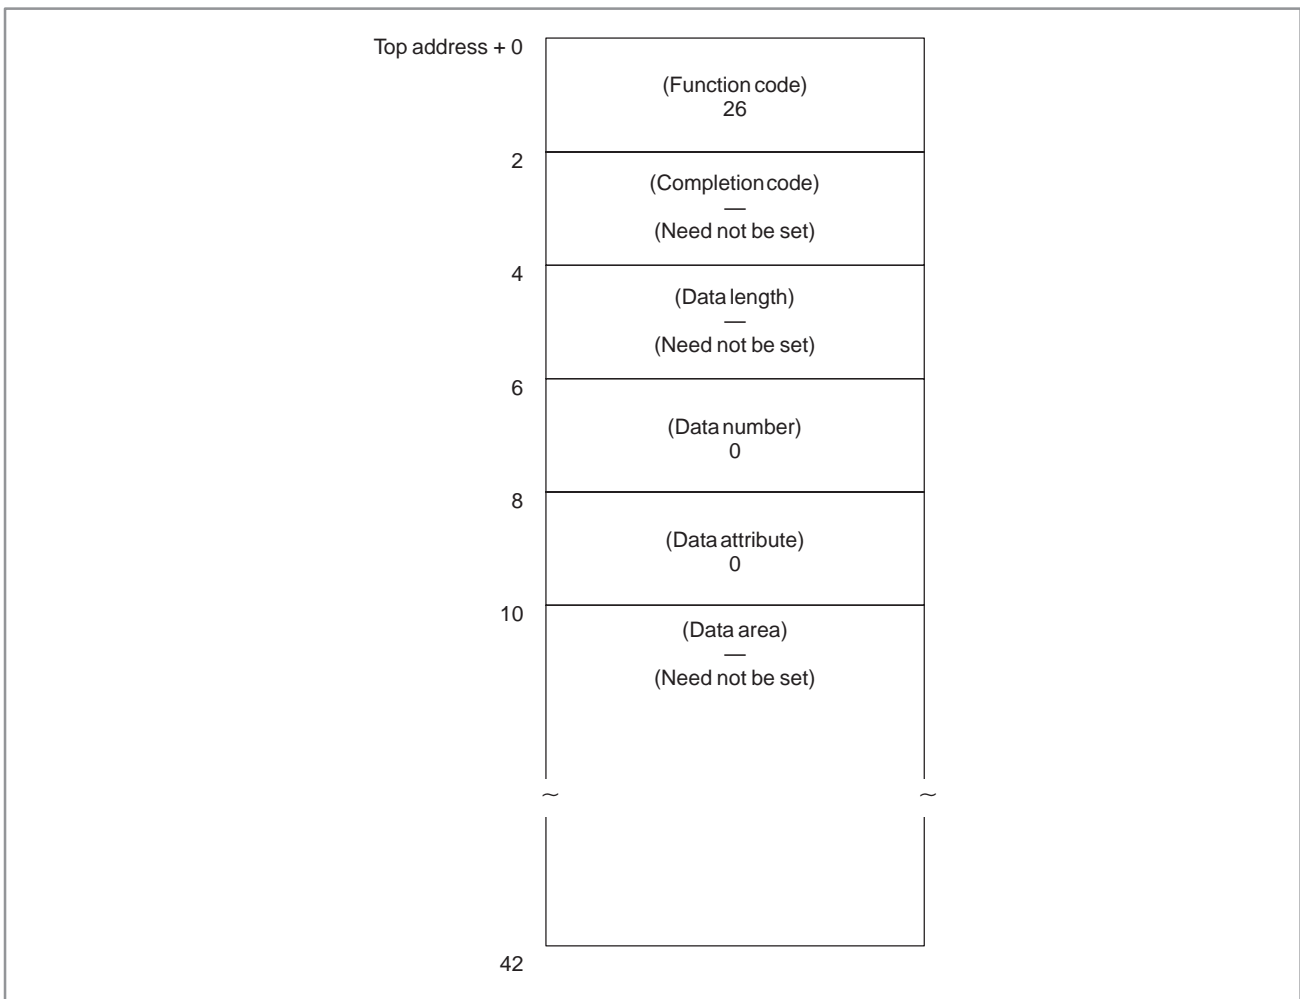 Top address + 0
(Function code)
26
2
(Completion code)
—
(Need not be set)
4
(Data length)
—
(Need not be set)
6
(Data number)
0
8
(Data attribute)
0
10
(Data area)
—
(Need not be set)
~ ~
42